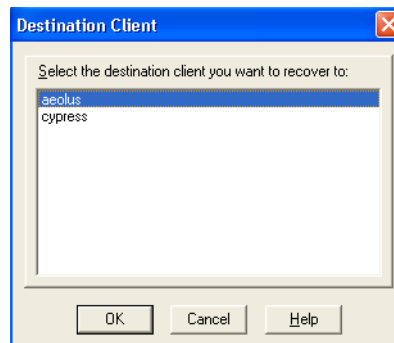 Destination Client
Select the destination client you want to recover to:
aeolus
cypress
OK Cancel Help